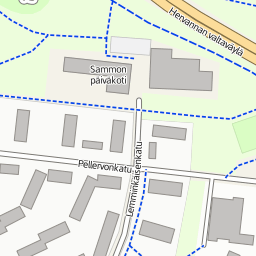 Hervannan valtaväylä
Sammon
päiväkoti
Pellervonkatu
Lemminkäisenkatu